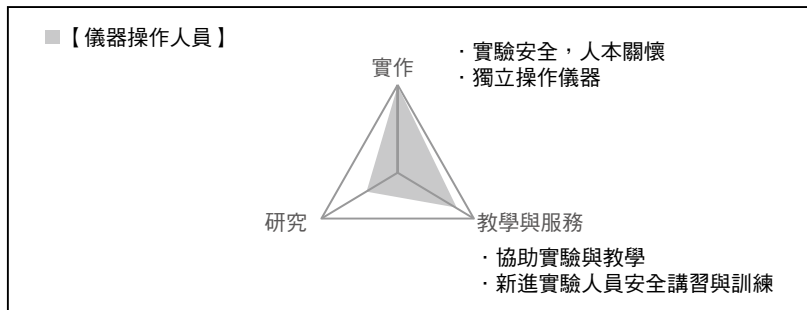 【儀器操作人員】
實作
·實驗安全，人本關懷
·獨立操作儀器
研究
教學與服務
·協助實驗與教學
·新進實驗人員安全講習與訓練